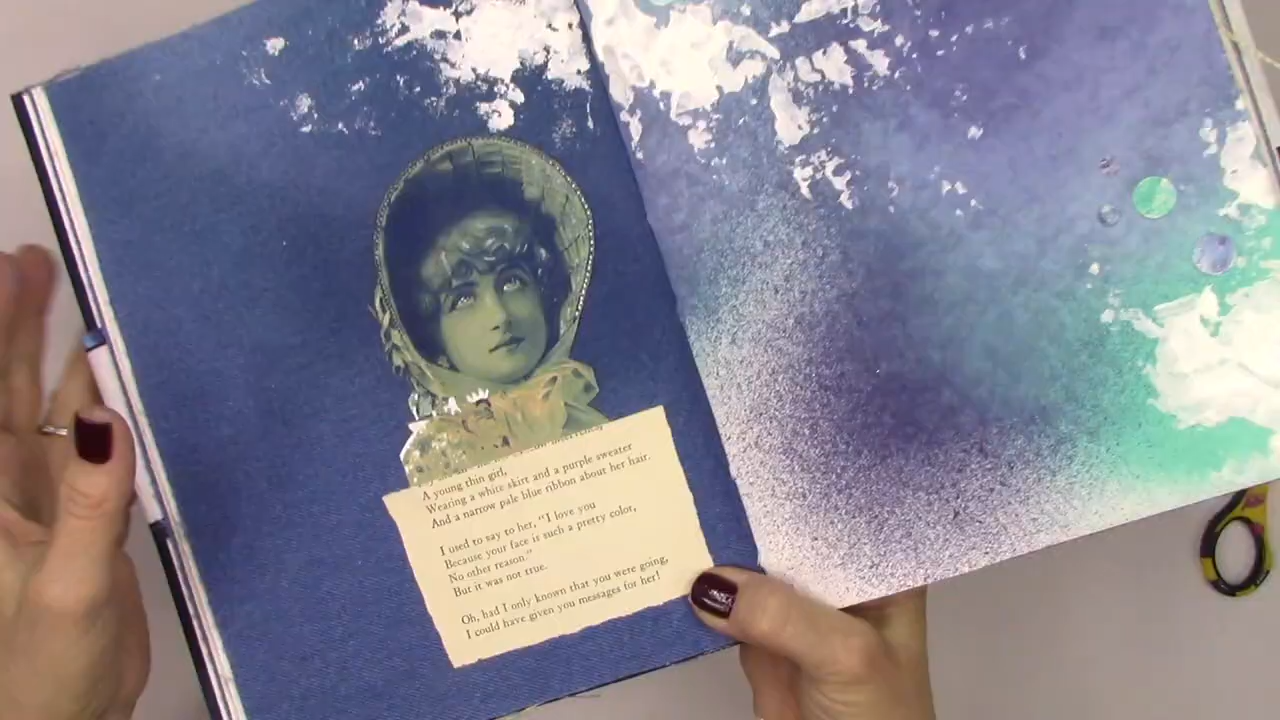 A young thin girl,
Wearing a white skirt and a purple sweater
And a narrow pale blue ribbon about her hair.
I used to say to her, “I love you
Because your face is such a pretty color,
No other reason.”
But it was not true.
Oh, had I only known that you were going,
I could have given you messages for her!